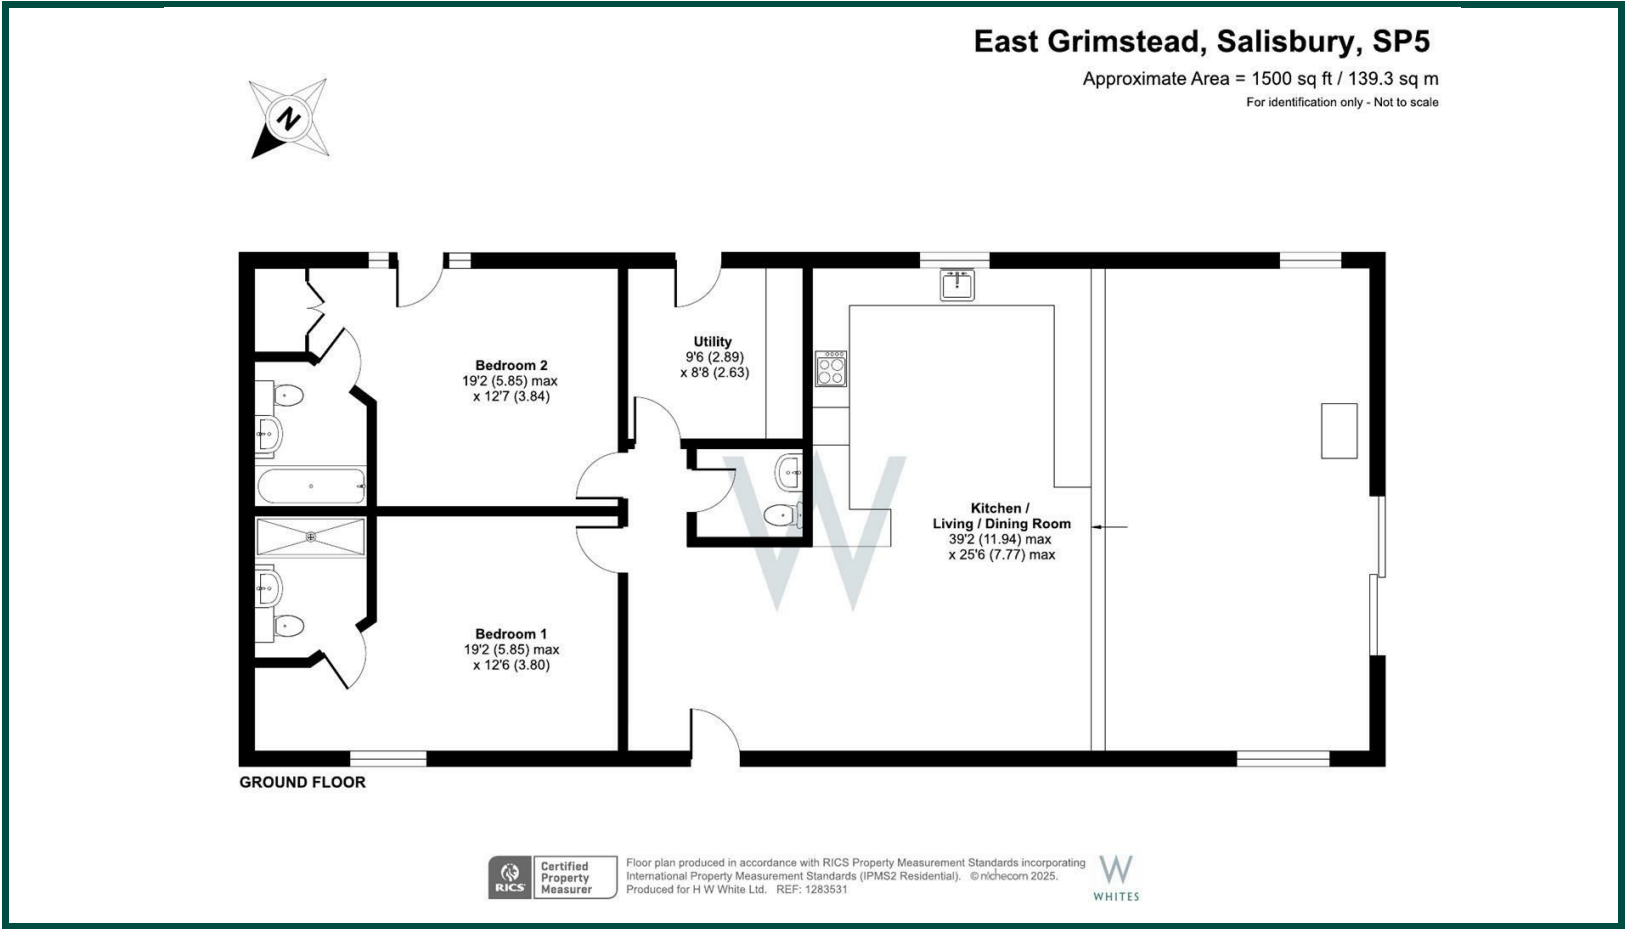 East Grimstead, Salisbury, SP5
Approximate Area = 1500 sq ft / 139.3 sq m
For identification only - Not to scale
N
Bedroom 2
19'2 (5.85) max
x 12'7 (3.84)
Utility
9'6 (2.89)
x 8'8 (2.63)
Kitchen /
Living / Dining Room
39'2 (11.94) max
x 25'6 (7.77) max
Bedroom 1
19'2 (5.85) max
x 12'6 (3.80)
W
GROUND FLOOR
RICS
Certified
Property
Measurer
Floor plan produced in accordance with RICS Property Measurement Standards incorporating
International Property Measurement Standards (IPMS2 Residential). © nichecom 2025.
Produced for H W White Ltd. REF: 1283531
W
WHITES